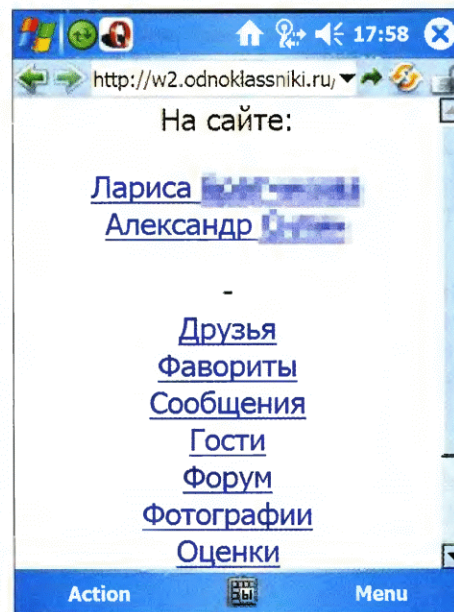 17:58
http://w2.odnoklassniki.ru/
На сайте:
Лариса
Александр
-
Друзья
Фавориты
Сообщения
Гости
Форум
Фотографии
Оценки
Action
Menu